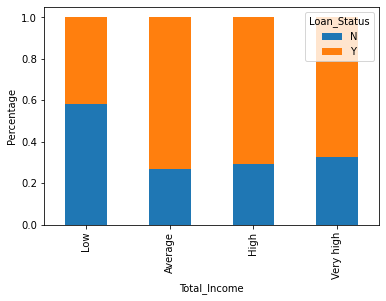 Loan_Status
N
Y
Percentage
1.0
0.8
0.6
0.4
0.2
0.0
Low
Average
High
Very high
Total_Income